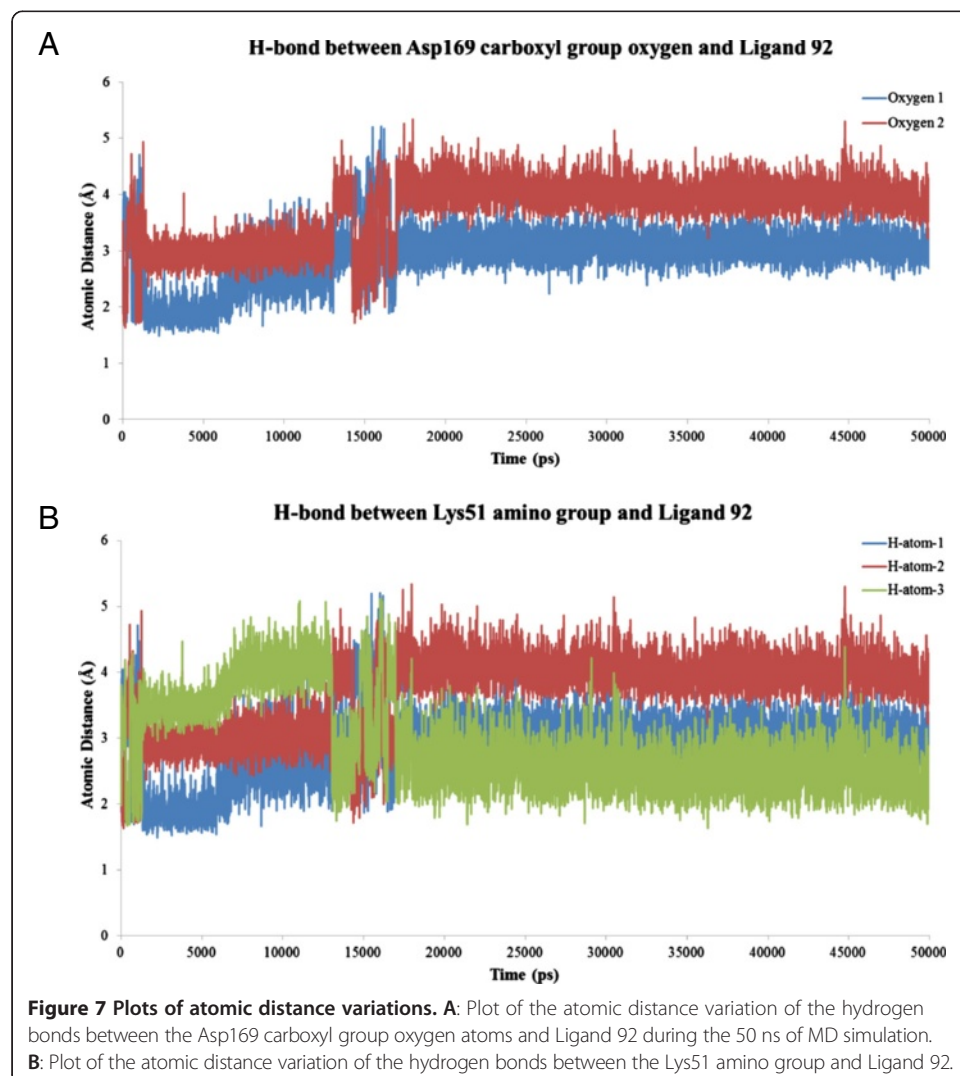 A
H-bond between Asp169 carboxyl group oxygen and Ligand 92
Oxygen 1
Oxygen 2
6
5
4
3
2
1
0
Atomic Distance (Å)
0 5000 10000 15000 20000 25000 30000 35000 40000 45000 50000
Time (ps)
B
H-bond between Lys51 amino group and Ligand 92
H-atom-1
H-atom-2
H-atom-3
6
5
4
3
2
1
0
Atomic Distance (Å)
0 5000 10000 15000 20000 25000 30000 35000 40000 45000 50000
Time (ps)
Figure 7 Plots of atomic distance variations. A: Plot of the atomic distance variation of the hydrogen
bonds between the Asp169 carboxyl group oxygen atoms and Ligand 92 during the 50 ns of MD simulation.
B: Plot of the atomic distance variation of the hydrogen bonds between the Lys51 amino group and Ligand 92.